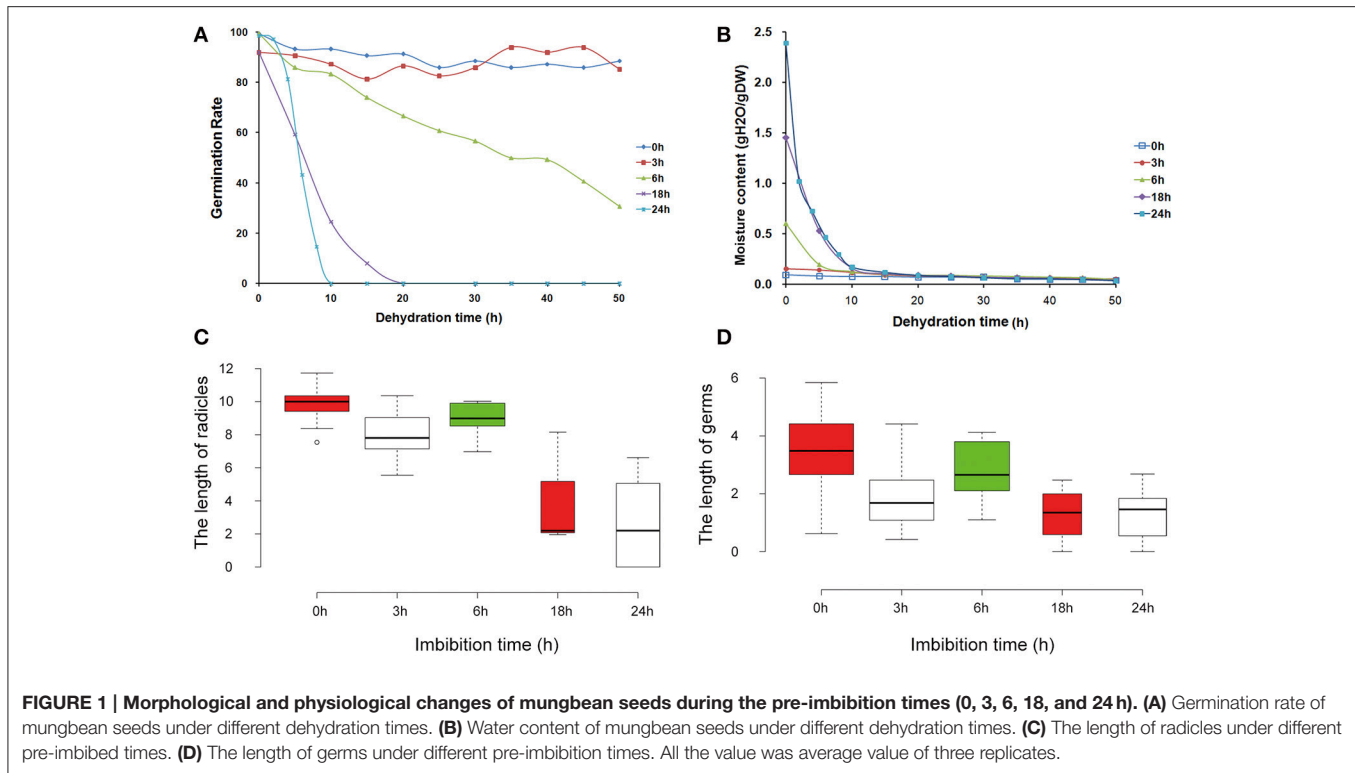 A
100
80
60
40
20
0
Germination Rate
0 10 20 30 40 50
Dehydration time (h)
0h
3h
6h
18h
24h
B
2.5
2.0
1.5
1.0
0.5
0.0
Moisture content (gH2O/gDW)
0 10 20 30 40 50
Dehydration time (h)
0h
3h
6h
18h
24h
C
12
10
8
6
4
2
0
The length of radicles
0h 3h 6h 18h 24h
Imbibition time (h)
D
6
4
2
0
The length of germs
0h 3h 6h 18h 24h
Imbibition time (h)
FIGURE 1 | Morphological and physiological changes of mungbean seeds during the pre-imbibition times (0, 3, 6, 18, and 24 h). (A) Germination rate of
mungbean seeds under different dehydration times. (B) Water content of mungbean seeds under different dehydration times. (C) The length of radicles under different
pre-imbibed times. (D) The length of germs under different pre-imbibition times. All the value was average value of three replicates.